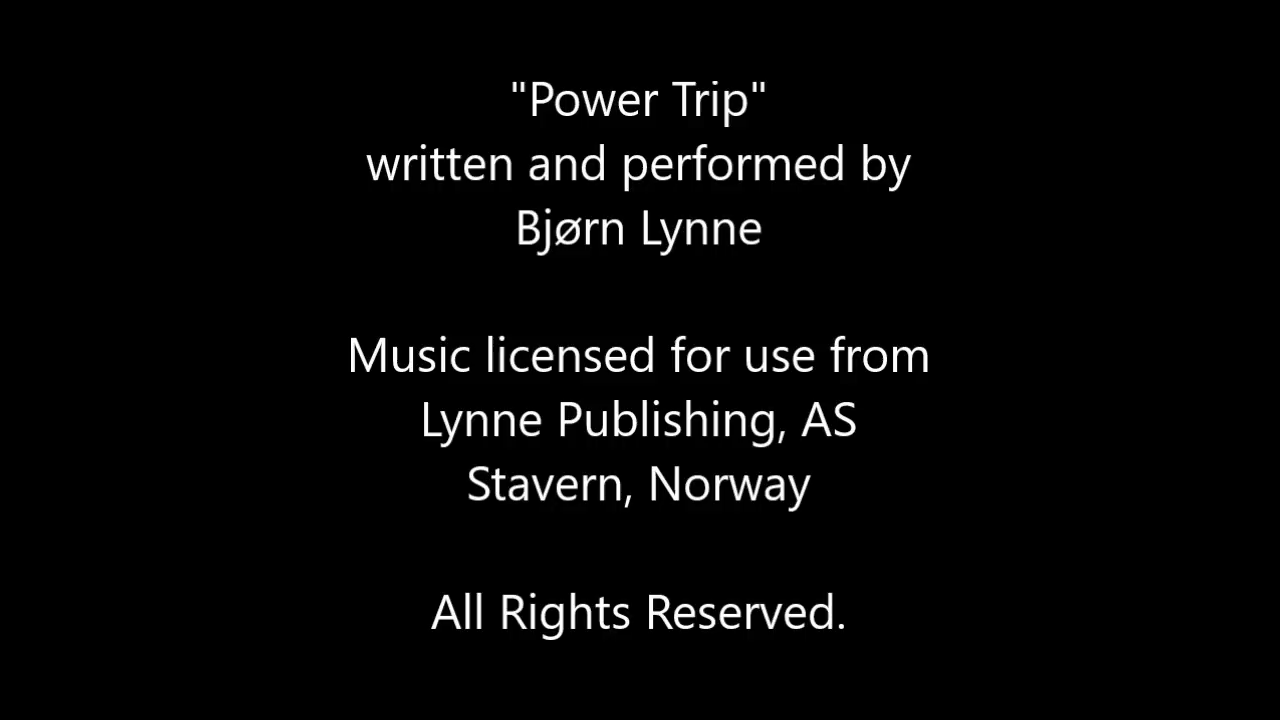 "Power Trip"
written and performed by
Bjørn Lynne
Music licensed for use from
Lynne Publishing, AS
Stavern, Norway
All Rights Reserved.